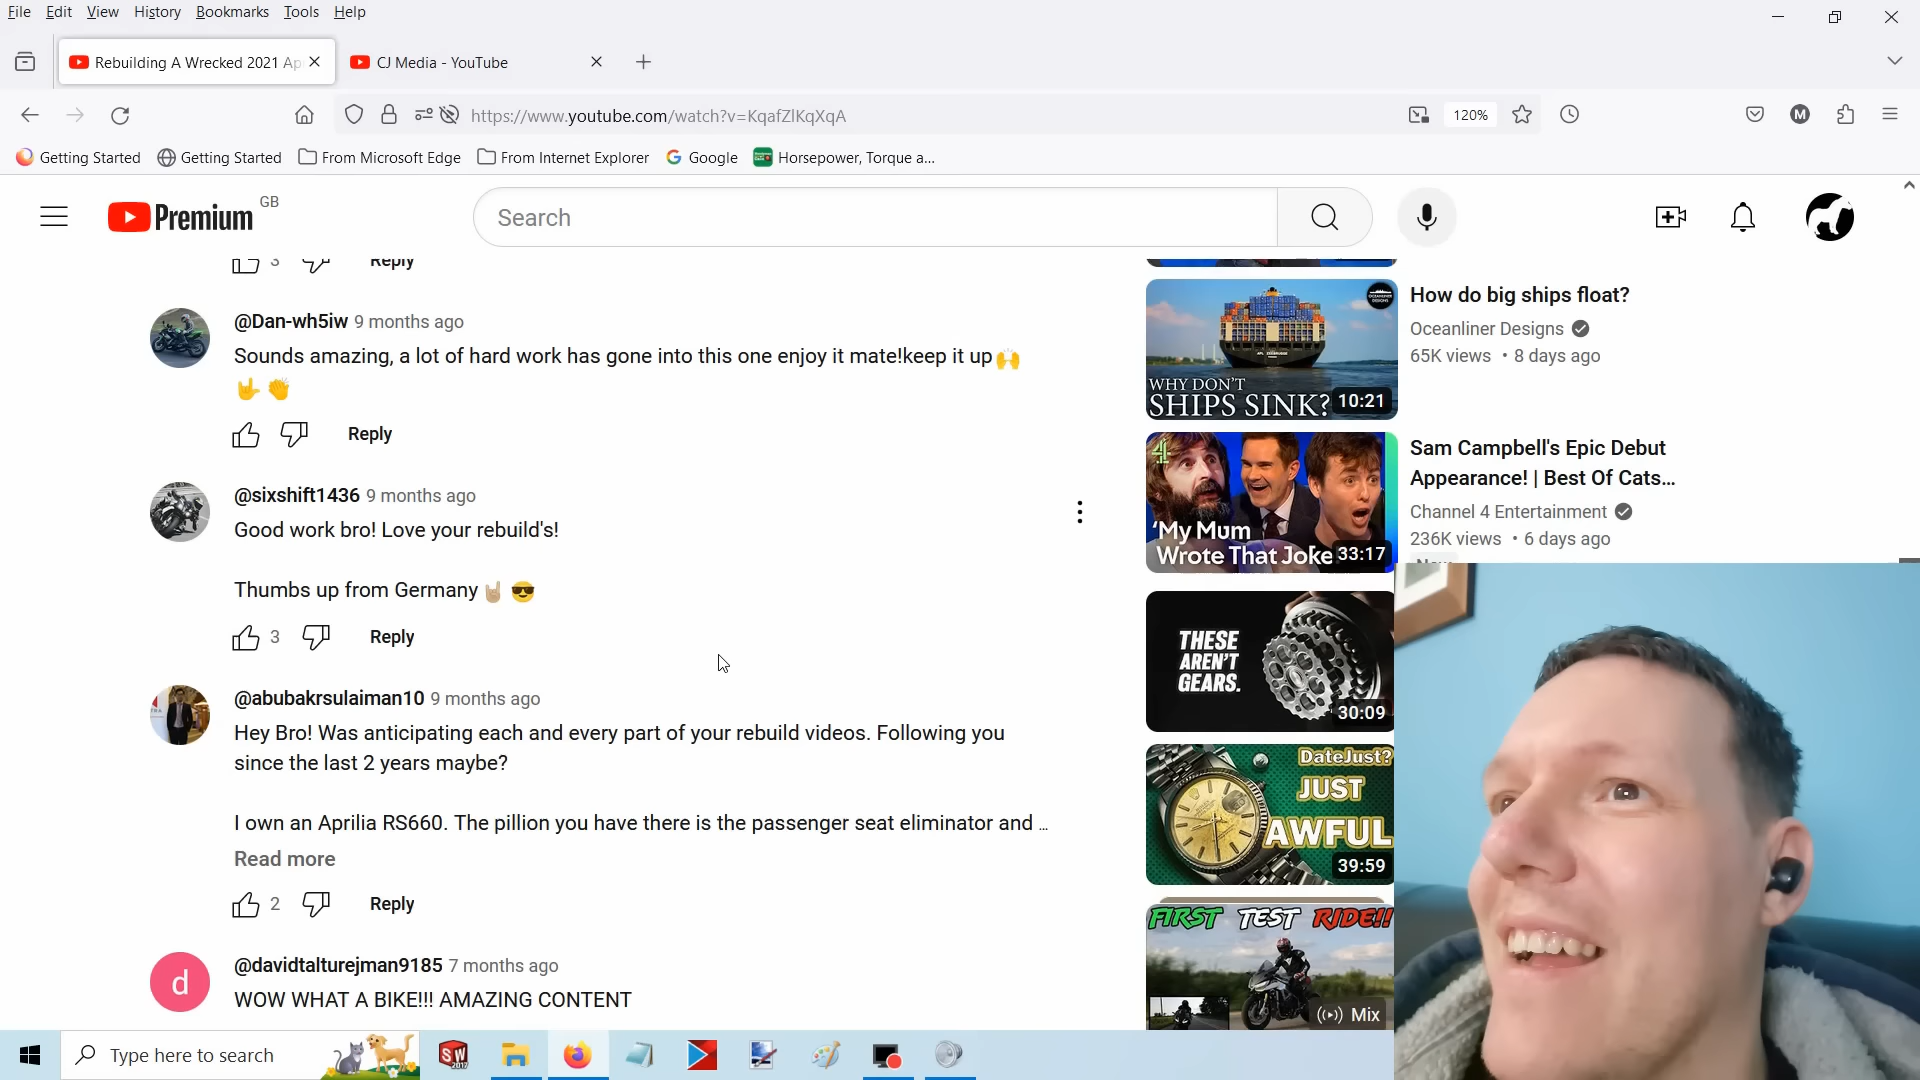 File Edit View History Bookmarks Tools Help
Rebuilding A Wrecked 2021 Ap
CJ Media - YouTube
https://www.youtube.com/watch?v=KqafZlKqXqA
120%
M
Getting Started
Getting Started
From Microsoft Edge
From Internet Explorer
Google
Horsepower, Torque a...
Premium
GB
Search
3
Reply
@Dan-wh5iw 9 months ago
Sounds amazing, a lot of hard work has gone into this one enjoy it mate!keep it up🙌
🤟 👏
Reply
@sixshift1436 9 months ago
Good work bro! Love your rebuild's!
Thumbs up from Germany 🤘🏼 😎
3
Reply
@abubakrsulaiman10 9 months ago
Hey Bro! Was anticipating each and every part of your rebuild videos. Following you
since the last 2 years maybe?
I own an Aprilia RS660. The pillion you have there is the passenger seat eliminator and ...
Read more
2
Reply
d
@davidtalturejman9185 7 months ago
WOW WHAT A BIKE!!! AMAZING CONTENT
OCEANLINER
DESIGNS
WHY DON'T
SHIPS SINK?
10:21
How do big ships float?
Oceanliner Designs
65K views • 8 days ago
4
'My Mum
Wrote That Joke
33:17
Sam Campbell's Epic Debut
Appearance! | Best Of Cats...
Channel 4 Entertainment
236K views • 6 days ago
New
THESE
AREN'T
GEARS.
30:09
DateJust?
JUST
AWFUL
39:59
FIRST TEST RIDE!!
Mix
Type here to search
SW
2017